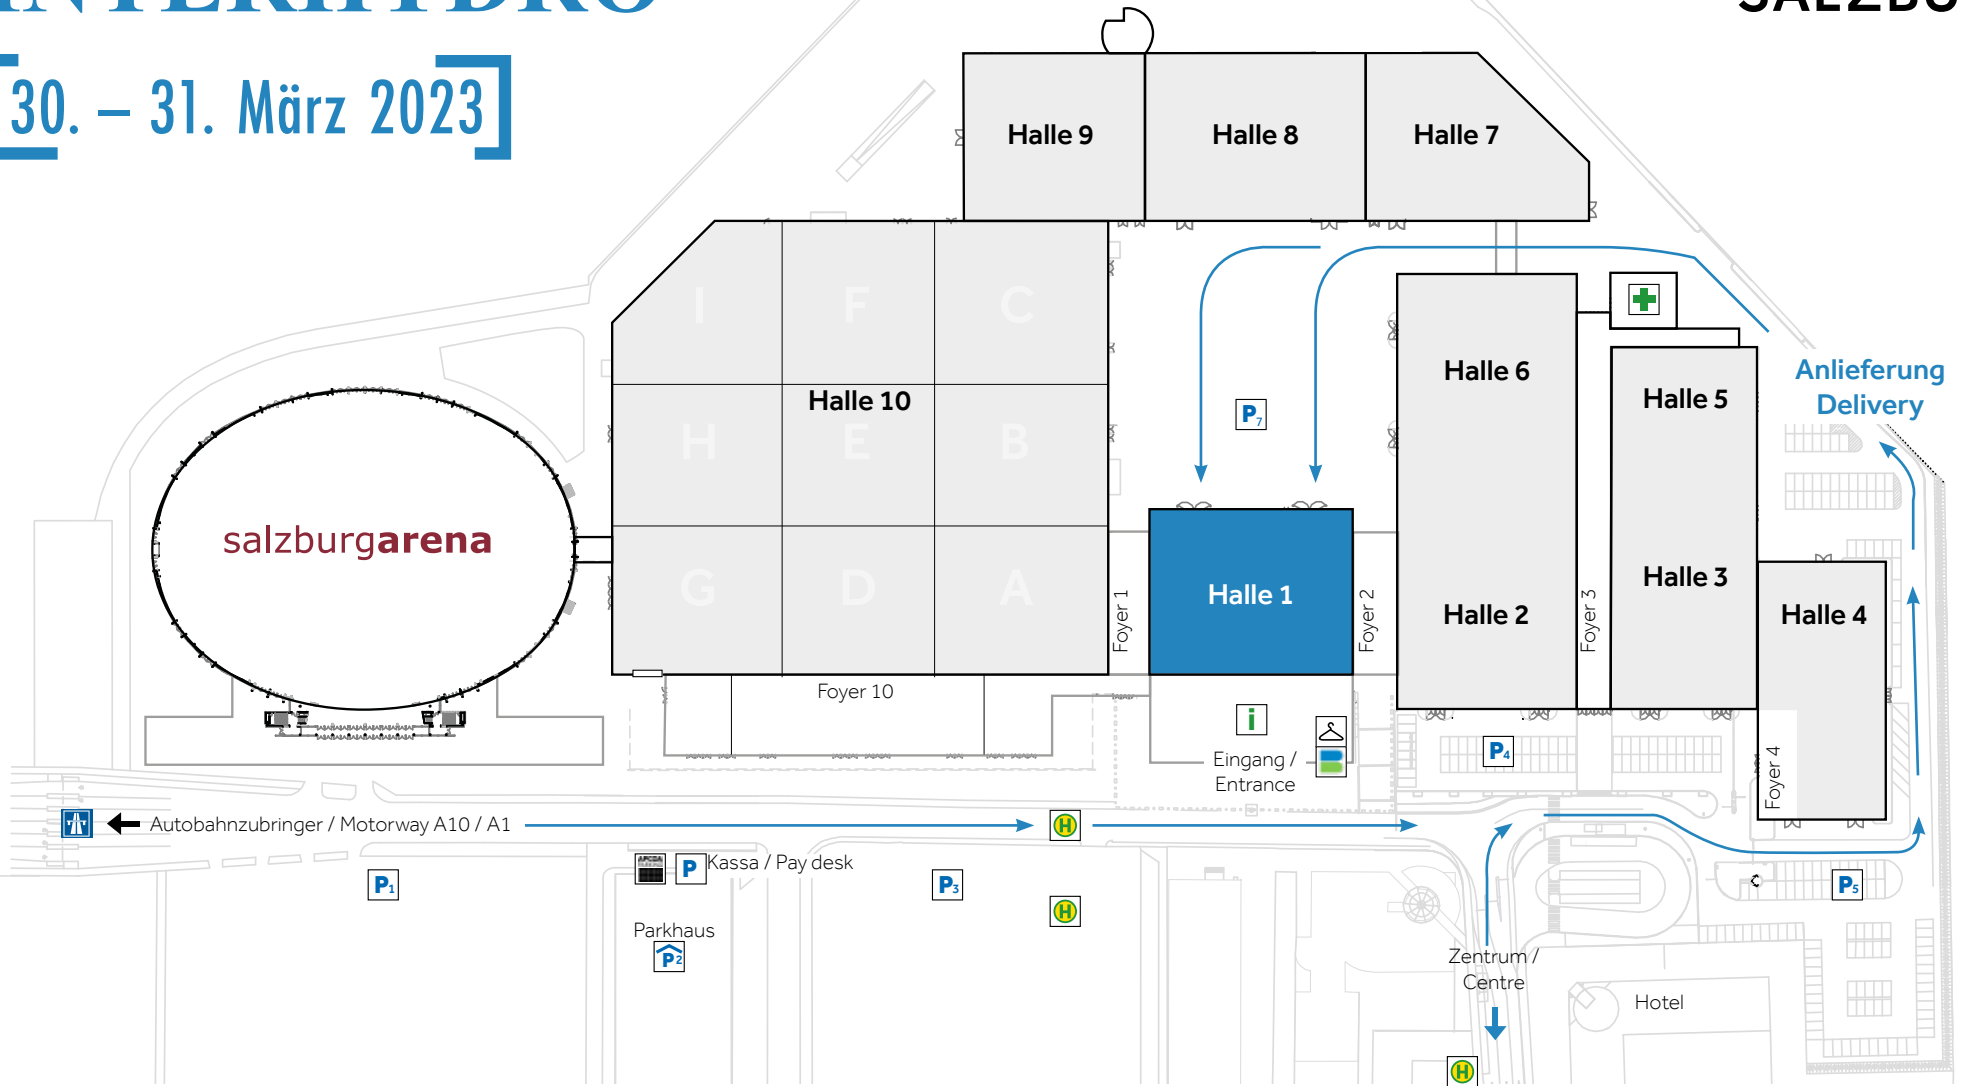 30. – 31. März 2023
Halle 9
Halle 8
Halle 7
I
F
C
Halle 10
H
E
B
G
D
A
Halle 6
Halle 5
Anlieferung
Delivery
P7
salzburgarena
Foyer 1
Halle 1
Foyer 2
Halle 2
Foyer 3
Halle 3
Halle 4
Foyer 10
i
Eingang /
Entrance
P4
Foyer 4
Autobahnzubringer / Motorway A10 / A1
H
P Kassa / Pay desk
P1
P3
P5
H
Parkhaus
P2
Zentrum /
Centre
Hotel
H